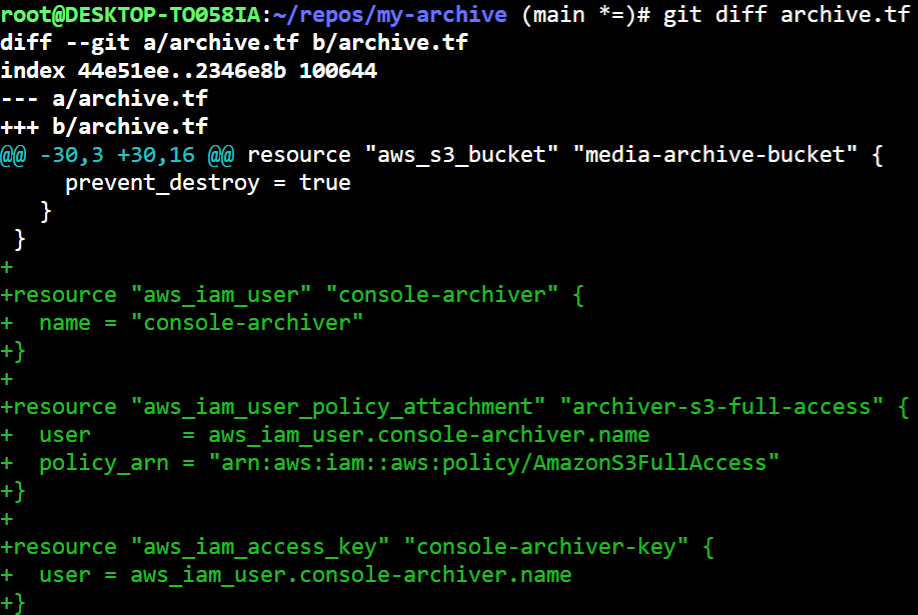 root@DESKTOP-TO058IA:~/repos/my-archive (main *=)# git diff archive.tf
diff --git a/archive.tf b/archive.tf
index 44e51ee..2346e8b 100644
--- a/archive.tf
+++ b/archive.tf
@@ -30,3 +30,16 @@ resource "aws_s3_bucket" "media-archive-bucket" {
     prevent_destroy = true
   }
 }
+
+resource "aws_iam_user" "console-archiver" {
+  name = "console-archiver"
+}
+
+resource "aws_iam_user_policy_attachment" "archiver-s3-full-access" {
+  user       = aws_iam_user.console-archiver.name
+  policy_arn = "arn:aws:iam::aws:policy/AmazonS3FullAccess"
+}
+
+resource "aws_iam_access_key" "console-archiver-key" {
+  user = aws_iam_user.console-archiver.name
+}